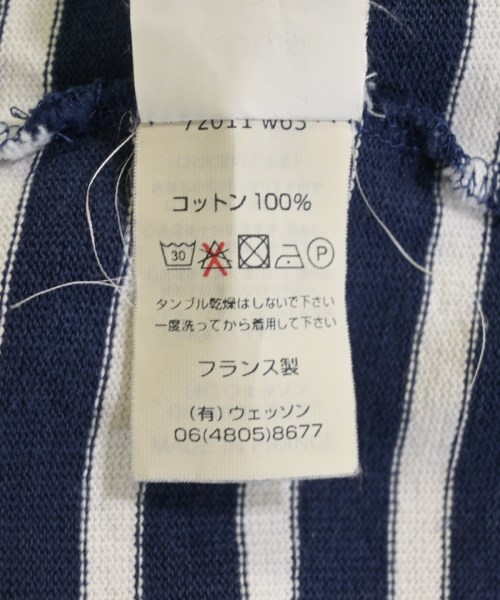 72011 W63
コットン 100%
30 P
タンブル乾燥はしないで下さい
一度洗ってから着用して下さい
フランス製
(有) ウェッソン
06(4805)8677